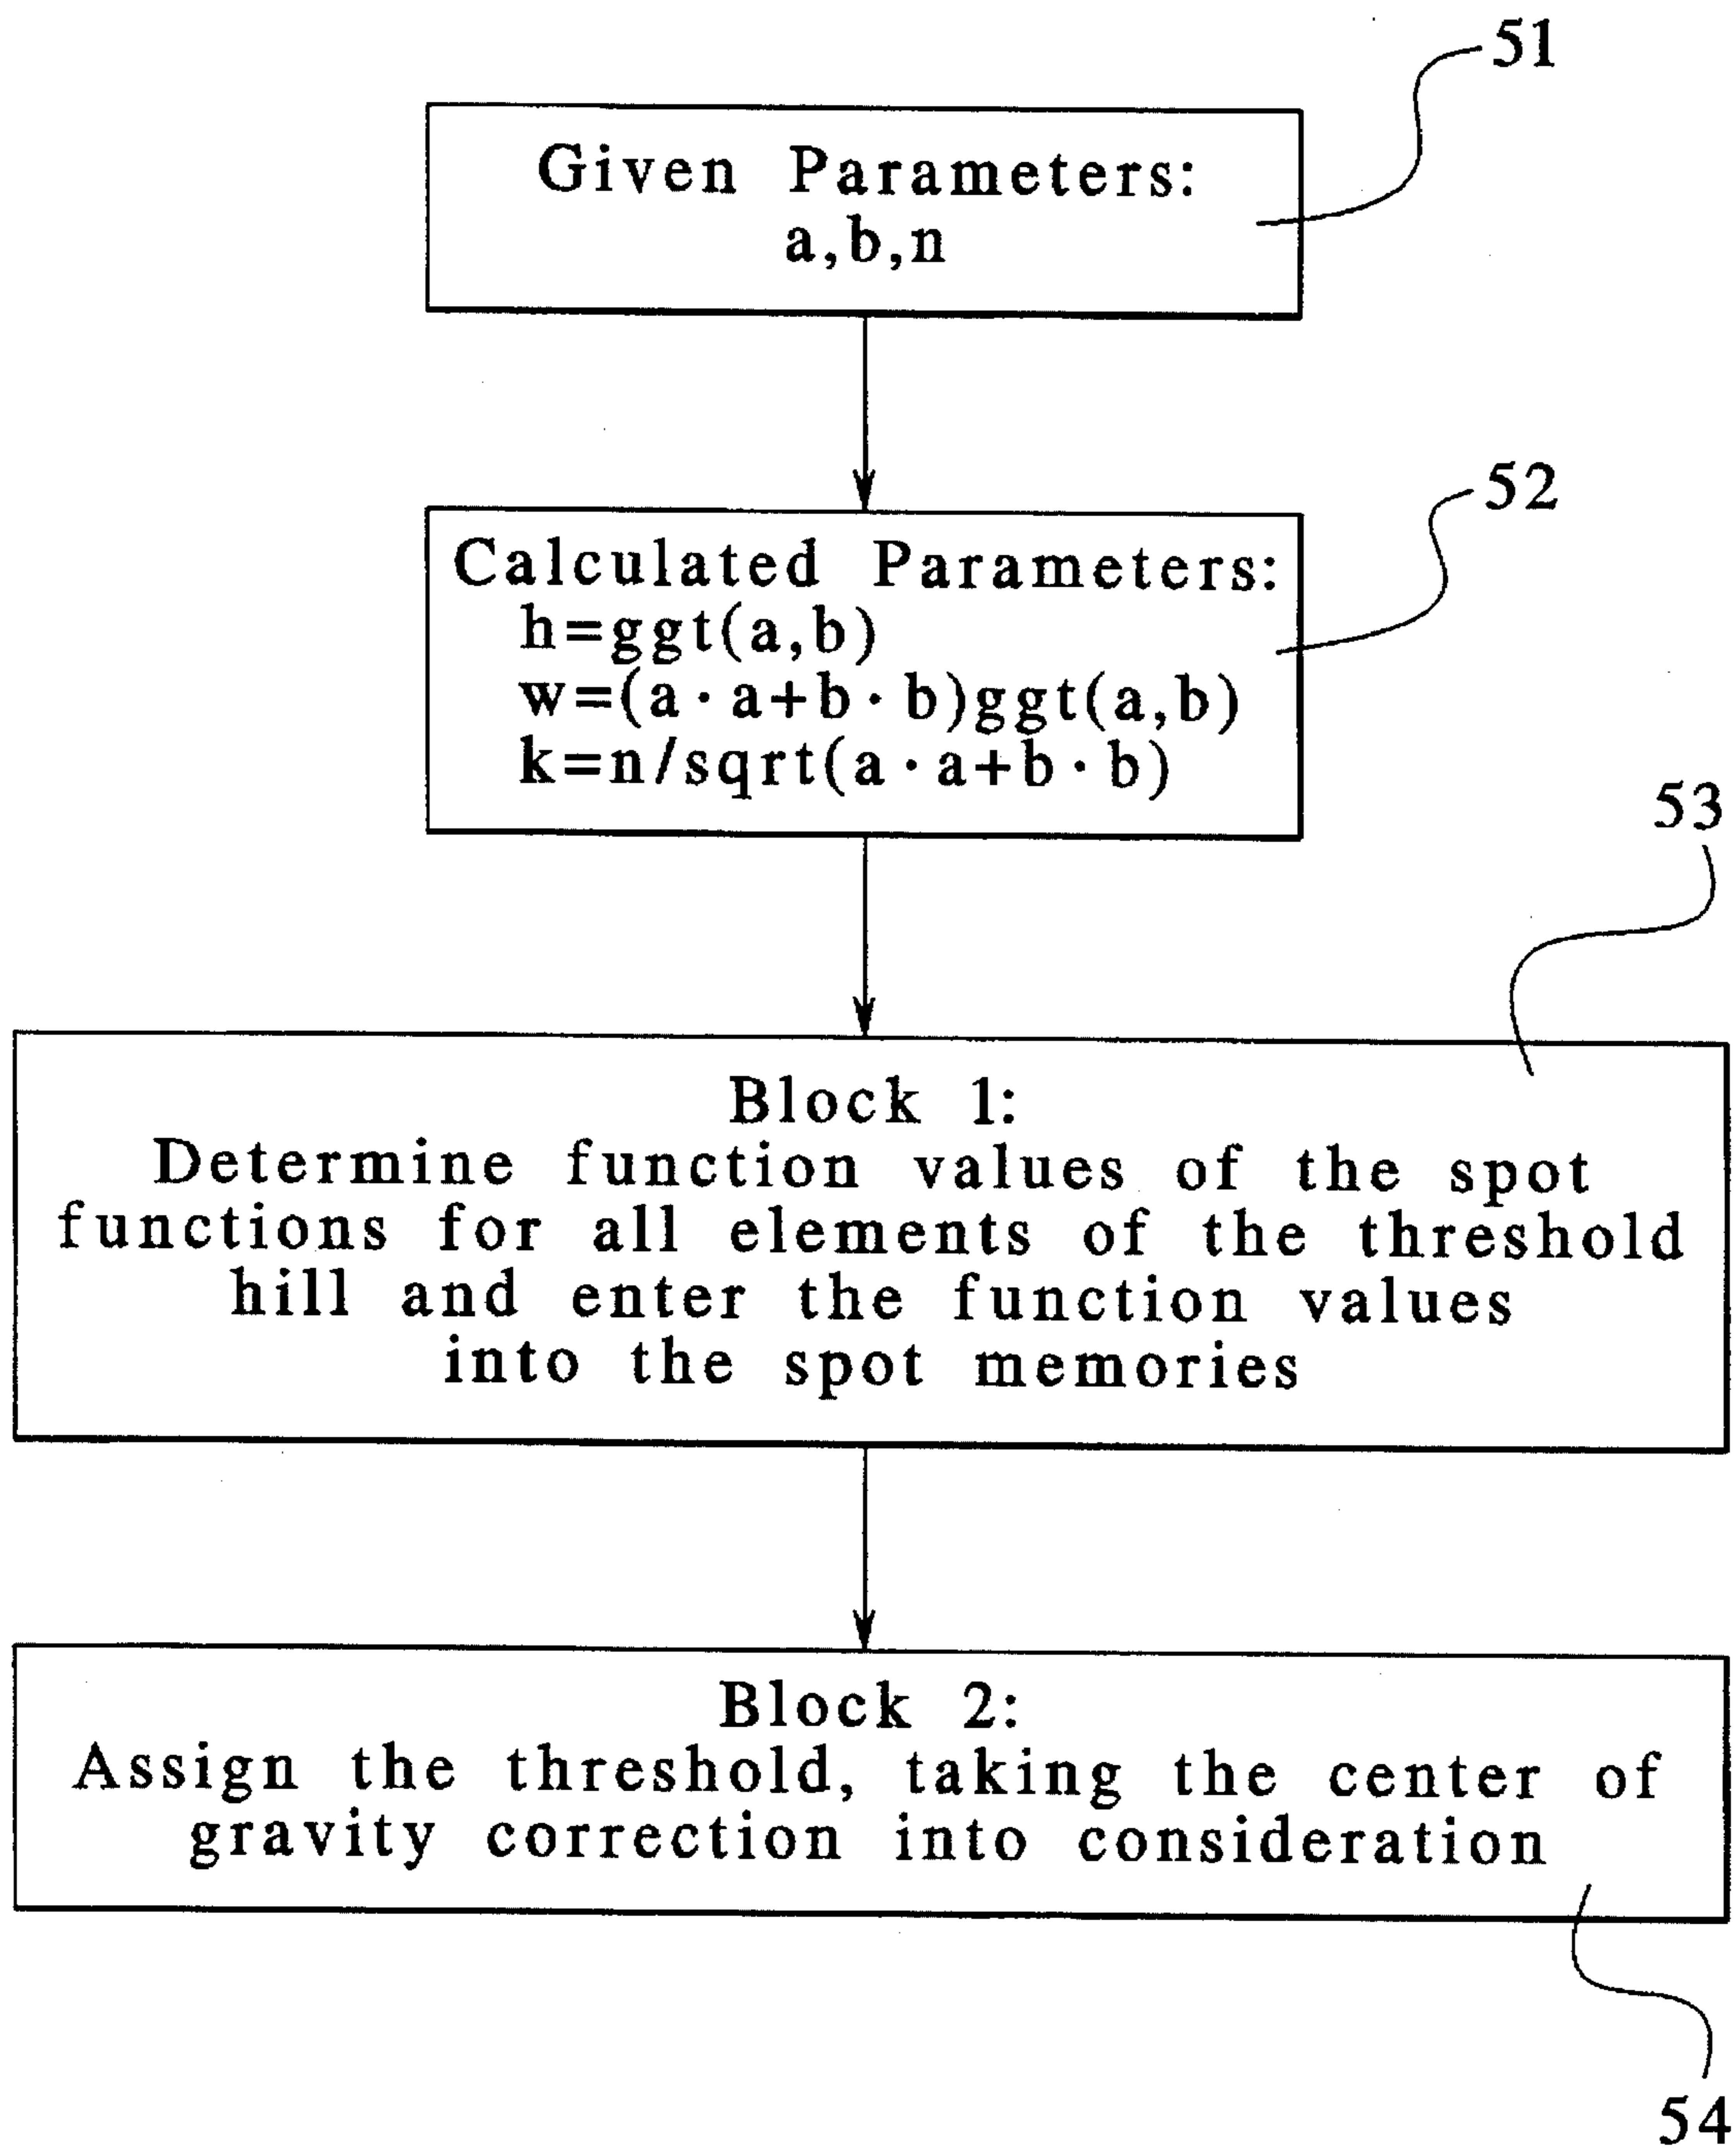 51
Given Parameters:
a,b,n
52
Calculated Parameters:
h=ggt(a,b)
w=(a·a+b·b)ggt(a,b)
k=n/sqrt(a·a+b·b)
53
Block 1:
Determine function values of the spot
functions for all elements of the threshold
hill and enter the function values
into the spot memories
Block 2:
Assign the threshold, taking the center of
gravity correction into consideration
54